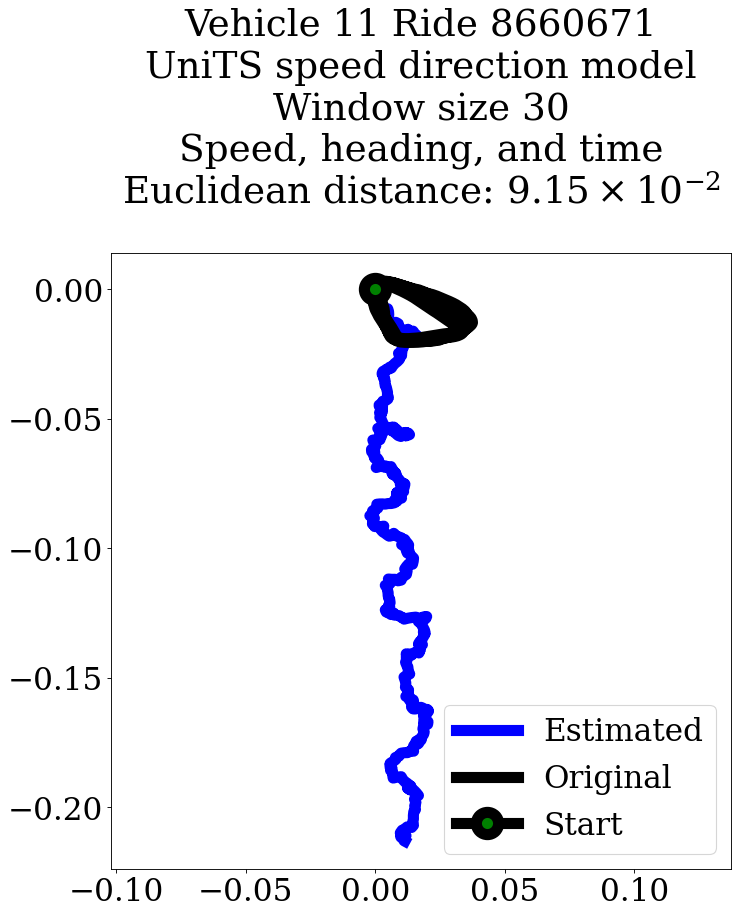 Vehicle 11 Ride 8660671
UniTS speed direction model
Window size 30
Speed, heading, and time
Euclidean distance: 9.15 × 10⁻²
0.00
−0.05
−0.10
−0.15
−0.20
Estimated
Original
Start
−0.10 −0.05 0.00 0.05 0.10